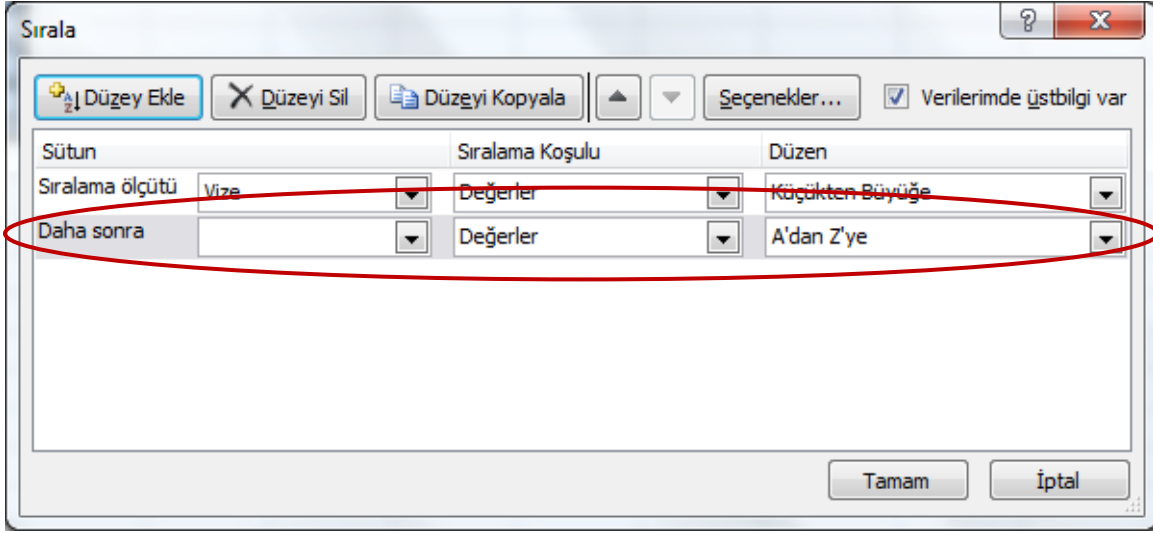 Sırala
Düzey Ekle Düzeyi Sil Düzeyi Kopyala Seçenekler... Verilerimde üstbilgi var
Sütun Sıralama Koşulu Düzen
Sıralama ölçütü Vize Değerler Küçükten Büyüğe
Daha sonra Değerler A'dan Z'ye
Tamam İptal